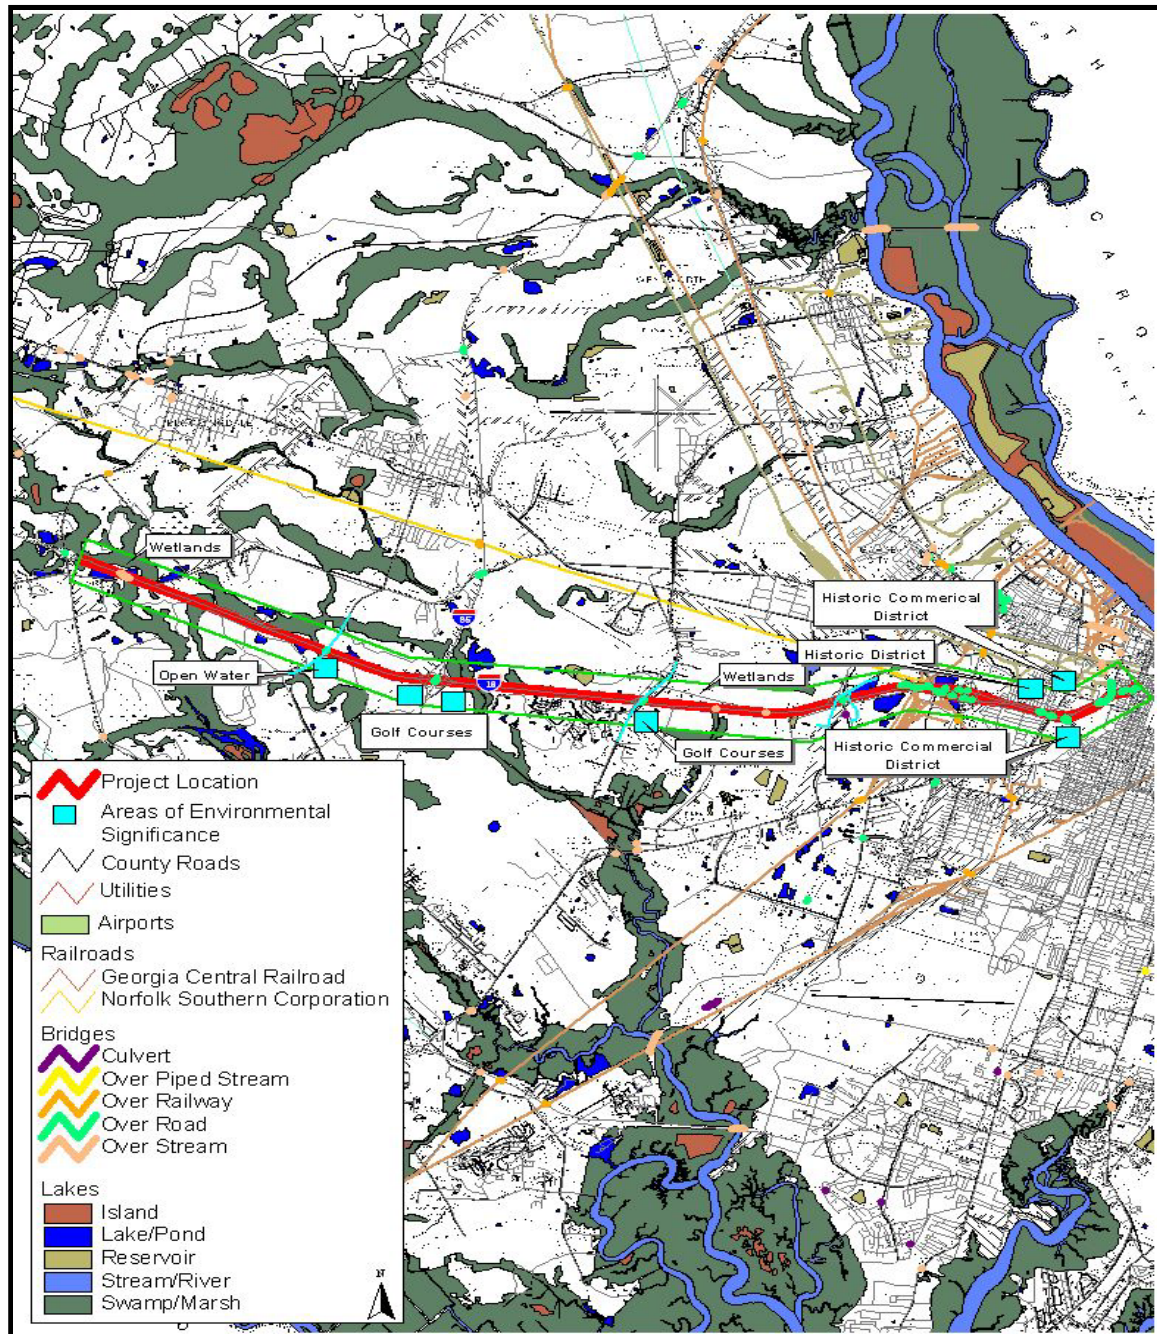 Wetlands
Historic Commerical
District
Historic District
Open Water
Wetlands
Golf Courses
Golf Courses
Historic Commercial
District
Project Location
Areas of Environmental
Significance
County Roads
Utilities
Airports
Railroads
Georgia Central Railroad
Norfolk Southern Corporation
Bridges
Culvert
Over Piped Stream
Over Railway
Over Road
Over Stream
Lakes
Island
Lake/Pond
Reservoir
Stream/River
Swamp/Marsh
N